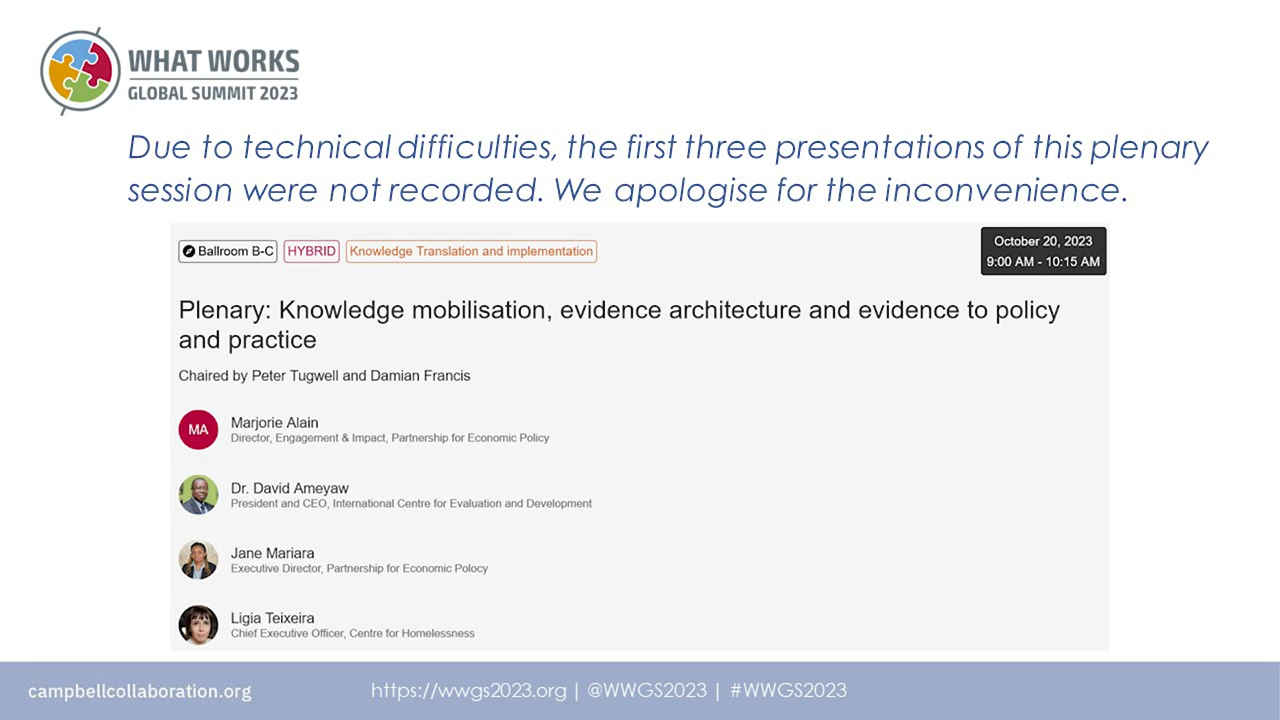 WHAT WORKS
GLOBAL SUMMIT 2023
Due to technical difficulties, the first three presentations of this plenary
session were not recorded. We apologise for the inconvenience.
Ballroom B-C HYBRID Knowledge Translation and implementation
October 20, 2023
9:00 AM - 10:15 AM
Plenary: Knowledge mobilisation, evidence architecture and evidence to policy
and practice
Chaired by Peter Tugwell and Damian Francis
MA
Marjorie Alain
Director, Engagement & Impact, Partnership for Economic Policy
Dr. David Ameyaw
President and CEO, International Centre for Evaluation and Development
Jane Mariara
Executive Director, Partnership for Economic Polocy
Ligia Teixeira
Chief Executive Officer, Centre for Homelessness
campbellcollaboration.org
https://wwgs2023.org | @WWGS2023 | #WWGS2023